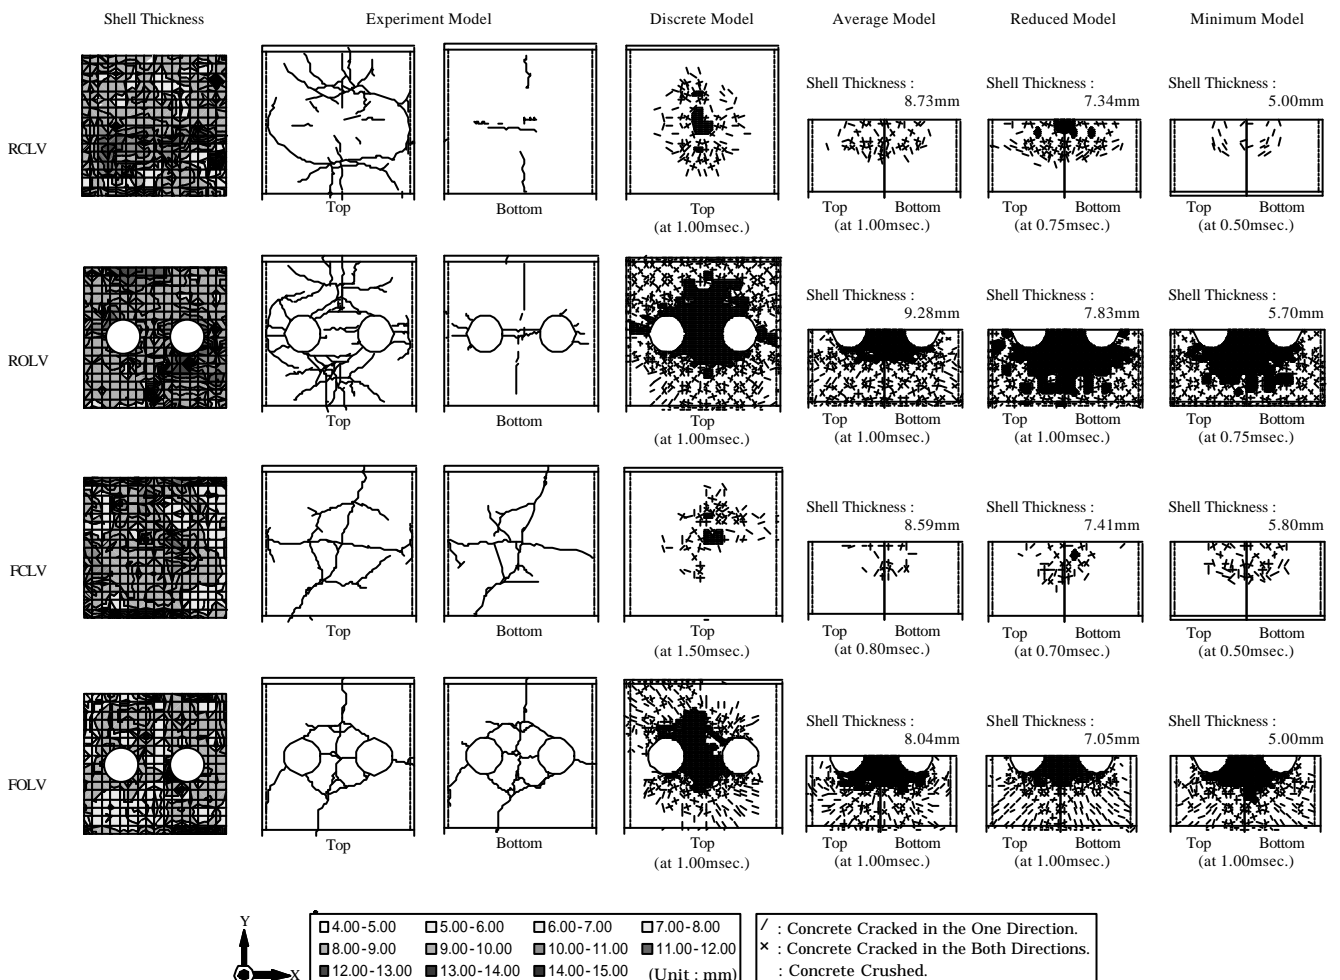 Shell Thickness Experiment Model Discrete Model Average Model Reduced Model Minimum Model
RCLV
Top
Bottom
Top
(at 1.00msec.)
Shell Thickness :
8.73mm
Top Bottom
(at 1.00msec.)
Shell Thickness :
7.34mm
Top Bottom
(at 0.75msec.)
Shell Thickness :
5.00mm
Top Bottom
(at 0.50msec.)
ROLV
Top
Bottom
Top
(at 1.00msec.)
Shell Thickness :
9.28mm
Top Bottom
(at 1.00msec.)
Shell Thickness :
7.83mm
Top Bottom
(at 1.00msec.)
Shell Thickness :
5.70mm
Top Bottom
(at 0.75msec.)
FCLV
Top
Bottom
Top
(at 1.50msec.)
Shell Thickness :
8.59mm
Top Bottom
(at 0.80msec.)
Shell Thickness :
7.41mm
Top Bottom
(at 0.70msec.)
Shell Thickness :
5.80mm
Top Bottom
(at 0.50msec.)
FOLV
Top
Bottom
Top
(at 1.00msec.)
Shell Thickness :
8.04mm
Top Bottom
(at 1.00msec.)
Shell Thickness :
7.05mm
Top Bottom
(at 1.00msec.)
Shell Thickness :
5.00mm
Top Bottom
(at 1.00msec.)
Y
X
4.00-5.00 5.00-6.00 6.00-7.00 7.00-8.00
8.00-9.00 9.00-10.00 10.00-11.00 11.00-12.00
12.00-13.00 13.00-14.00 14.00-15.00 (Unit : mm)
/ : Concrete Cracked in the One Direction.
× : Concrete Cracked in the Both Directions.
: Concrete Crushed.